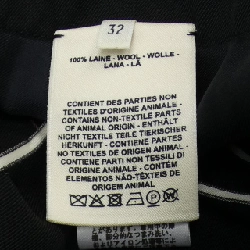 32
100% LAINE - WOOL - WOLLE -
LANA - LÃ
CONTIENT DES PARTIES NON
TEXTILES D'ORIGINE ANIMALE -
CONTAINS NON-TEXTILE PARTS
OF ANIMAL ORIGIN - ENTHÄLT
NICHT TEXTILE TEILE TIERISCHER
HERKUNFT - CONTIENE PARTES
NO TEXTILES DE ORIGEN ANIMAL -
CONTIENE PARTI NON TESSILI DI
ORIGINE ANIMALE - CONTÉM
ELEMENTOS NÃO-TÊXTEIS DE
ORIGEM ANIMAL